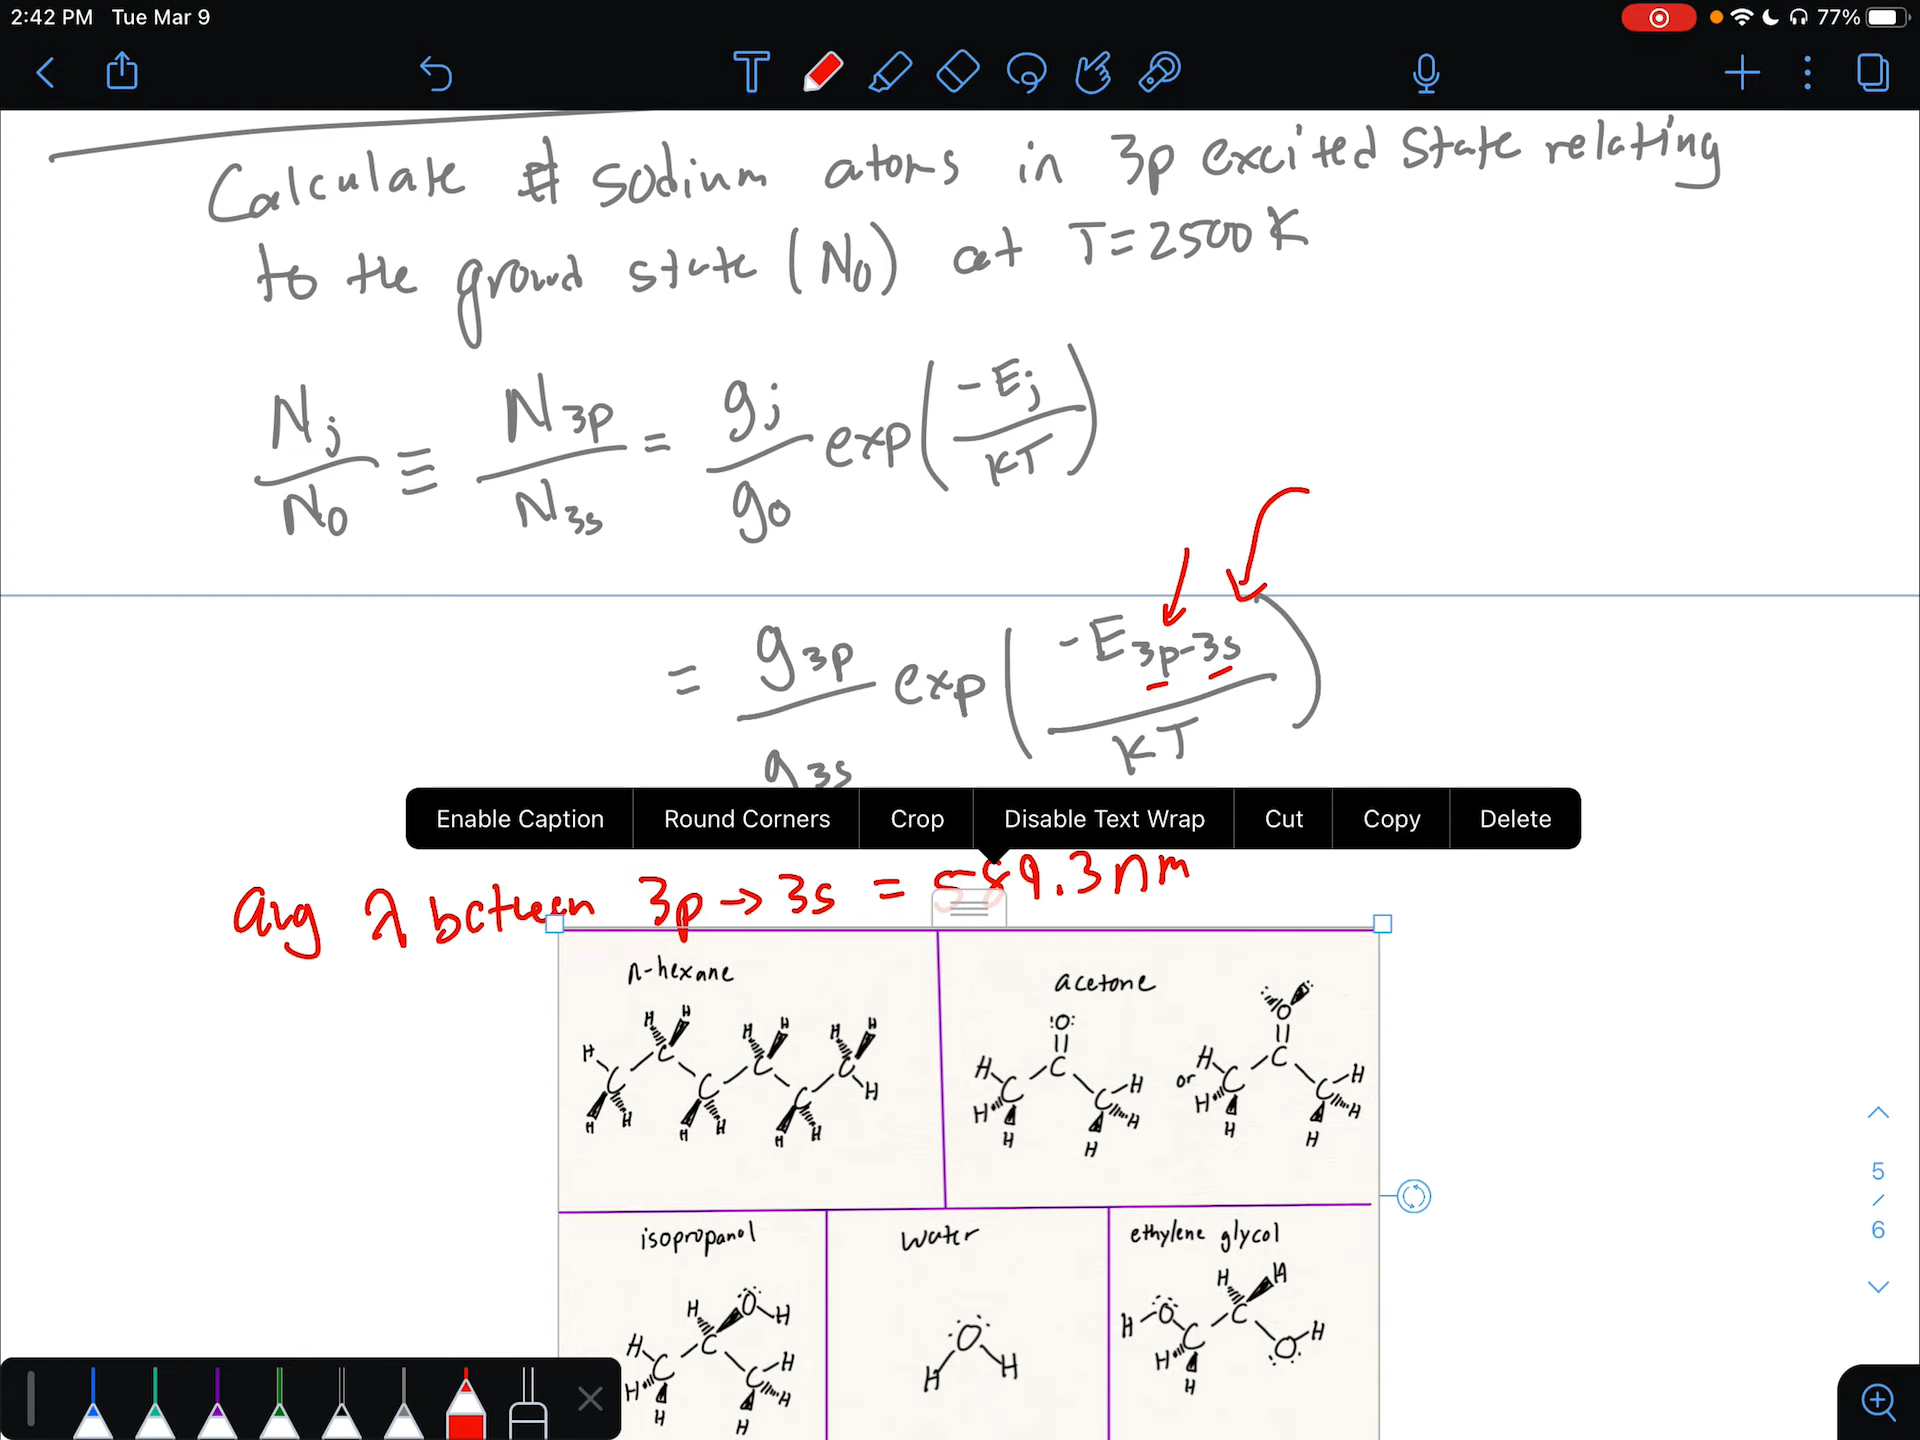 2:42 PM Tue Mar 9 77%
T
Calculate # sodium atoms in 3p excited state relating
to the ground state (N0) at T=2500K
Nj/N0 ≡ N3p/N3s = gj/g0 exp(-Ej/KT)
= g3p/g3s exp(-E3p-3s/KT)
Enable Caption Round Corners Crop Disable Text Wrap Cut Copy Delete
avg λ between 3p → 3s = 589.3nm
n-hexane acetone
H H H H H H H :O: O
H C C C C C C H H C C C H or H C C C H
H H H H H H H H H H H H H H
5
/
6
isopropanol water ethylene glycol
H O H O H H H H O C H
H C C C H H H C O H
H H H H H H H